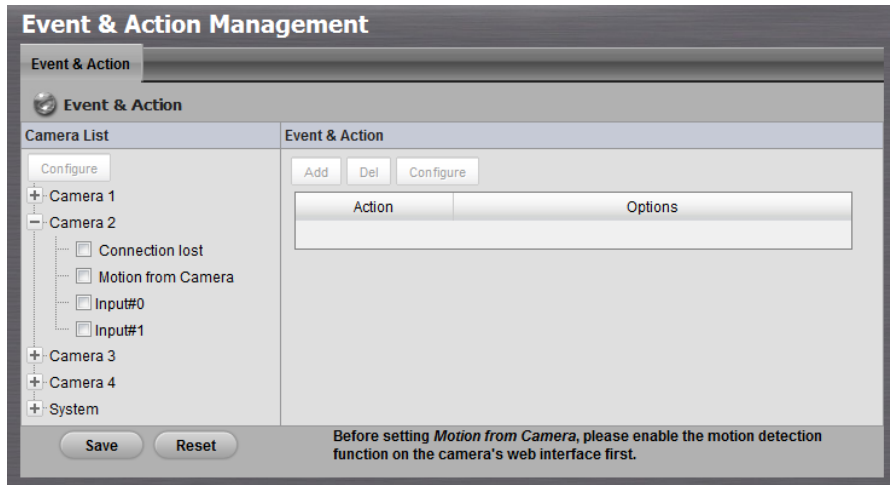 Event & Action Management
Event & Action
Event & Action
Camera List
Event & Action
Configure
Add Del Configure
Camera 1
Action Options
Camera 2
Connection lost
Motion from Camera
Input#0
Input#1
Camera 3
Camera 4
System
Save Reset
Before setting Motion from Camera, please enable the motion detection
function on the camera's web interface first.